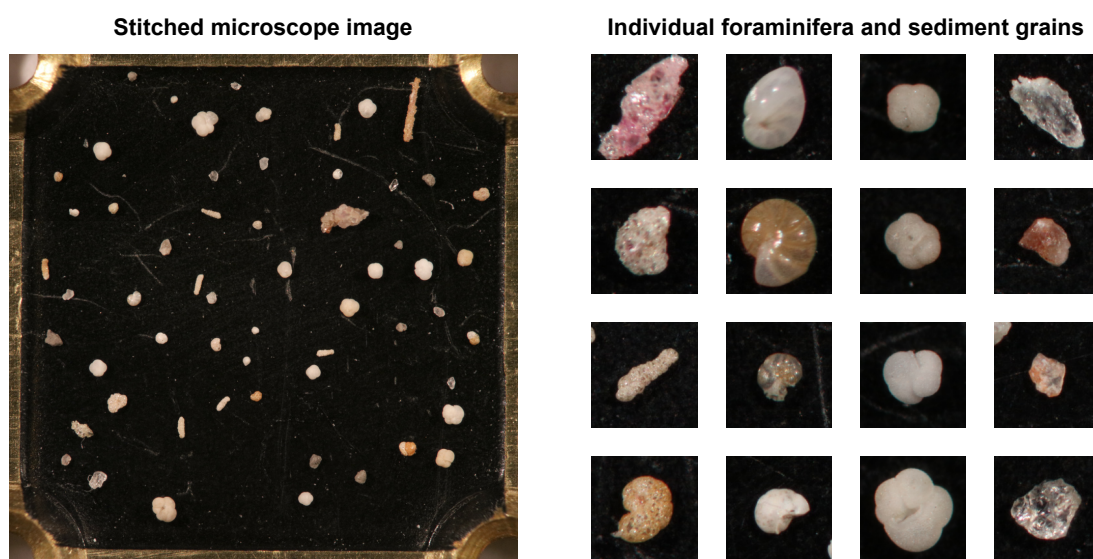 Stitched microscope image
Individual foraminifera and sediment grains